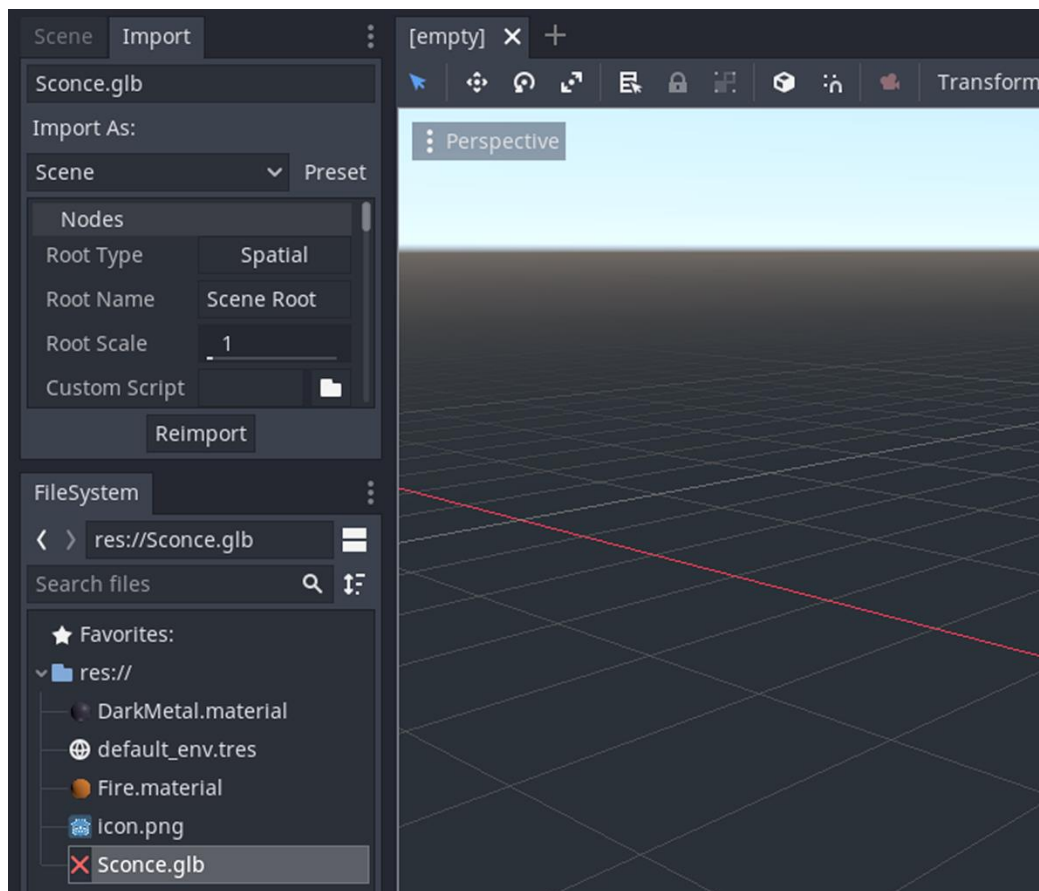 Scene Import
Sconce.glb
Import As:
Scene Preset
Nodes
Root Type Spatial
Root Name Scene Root
Root Scale 1
Custom Script
Reimport
FileSystem
res://Sconce.glb
Search files
Favorites:
res://
DarkMetal.material
default_env.tres
Fire.material
icon.png
Sconce.glb
[empty]
Transform
Perspective